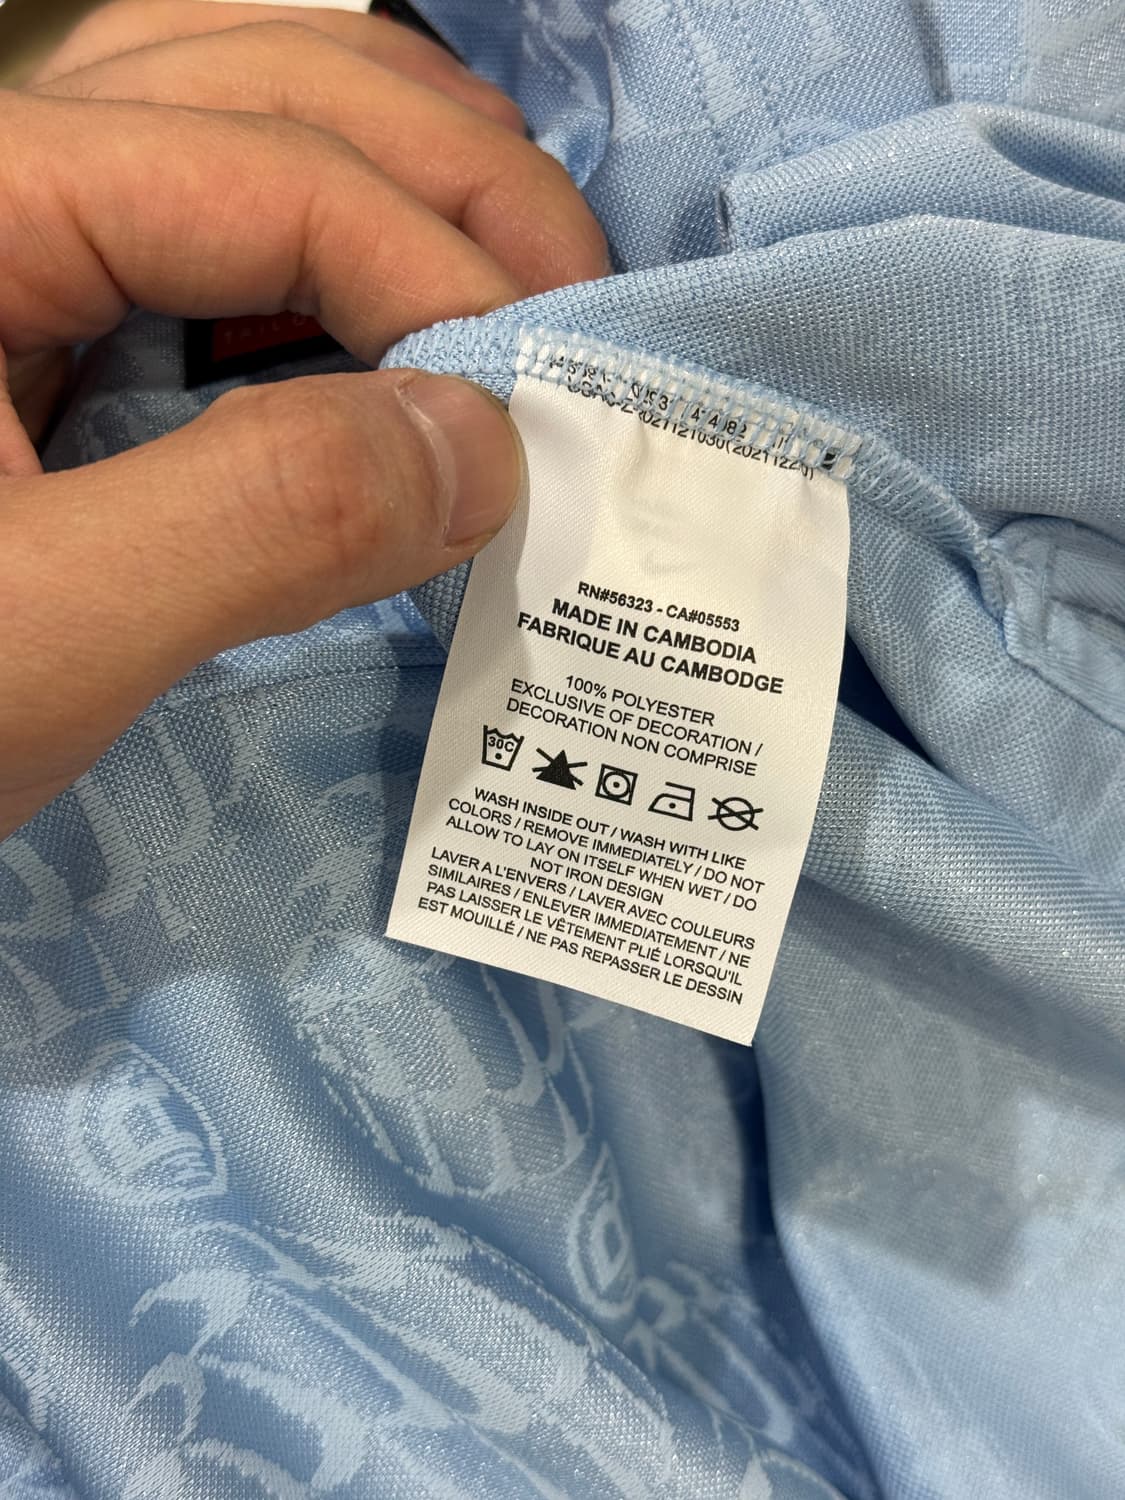 RN#56323 - CA#05553
MADE IN CAMBODIA
FABRIQUE AU CAMBODGE
100% POLYESTER
EXCLUSIVE OF DECORATION /
DECORATION NON COMPRISE
30C
WASH INSIDE OUT / WASH WITH LIKE
COLORS / REMOVE IMMEDIATELY / DO NOT
ALLOW TO LAY ON ITSELF WHEN WET / DO
NOT IRON DESIGN
LAVER A L'ENVERS / LAVER AVEC COULEURS
SIMILAIRES / ENLEVER IMMEDIATEMENT / NE
PAS LAISSER LE VÊTEMENT PLIÉ LORSQU'IL
EST MOUILLÉ / NE PAS REPASSER LE DESSIN